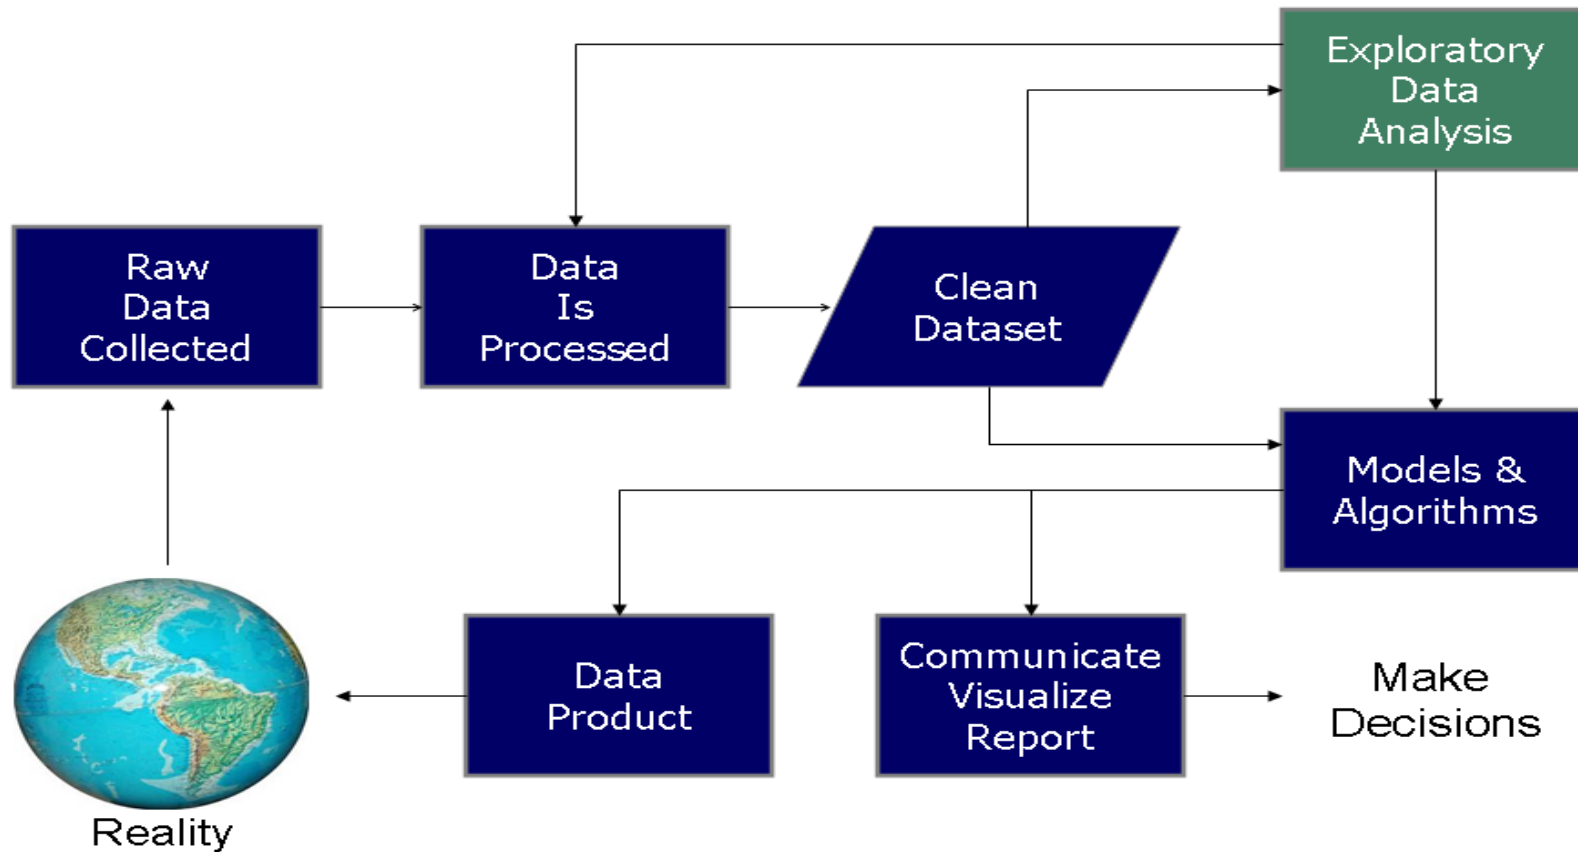 Exploratory
Data
Analysis
Raw
Data
Collected
Data
Is
Processed
Clean
Dataset
Models &
Algorithms
Data
Product
Communicate
Visualize
Report
Make
Decisions
Reality